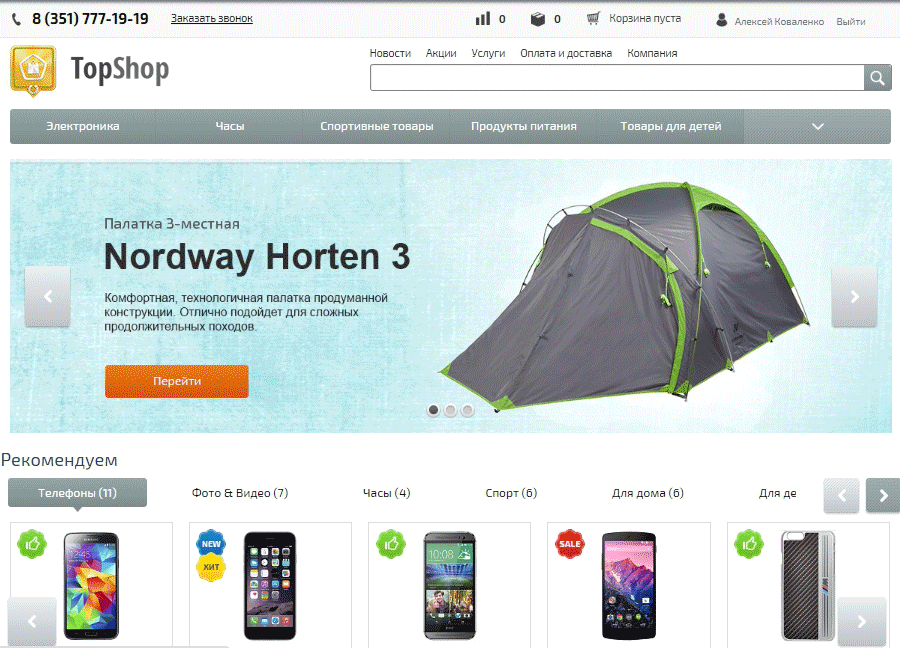 8 (351) 777-19-19 Заказать звонок 0 0 Корзина пуста Алексей Коваленко Выйти
Новости Акции Услуги Оплата и доставка Компания
TopShop
Электроника Часы Спортивные товары Продукты питания Товары для детей
Палатка 3-местная
Nordway Horten 3
Комфортная, технологичная палатка продуманной
конструкции. Отлично подойдет для сложных
продолжительных походов.
Перейти
Рекомендуем
Телефоны (11) Фото & Видео (7) Часы (4) Спорт (6) Для дома (6) Для де
NEW SALE
ХИТ
10:08